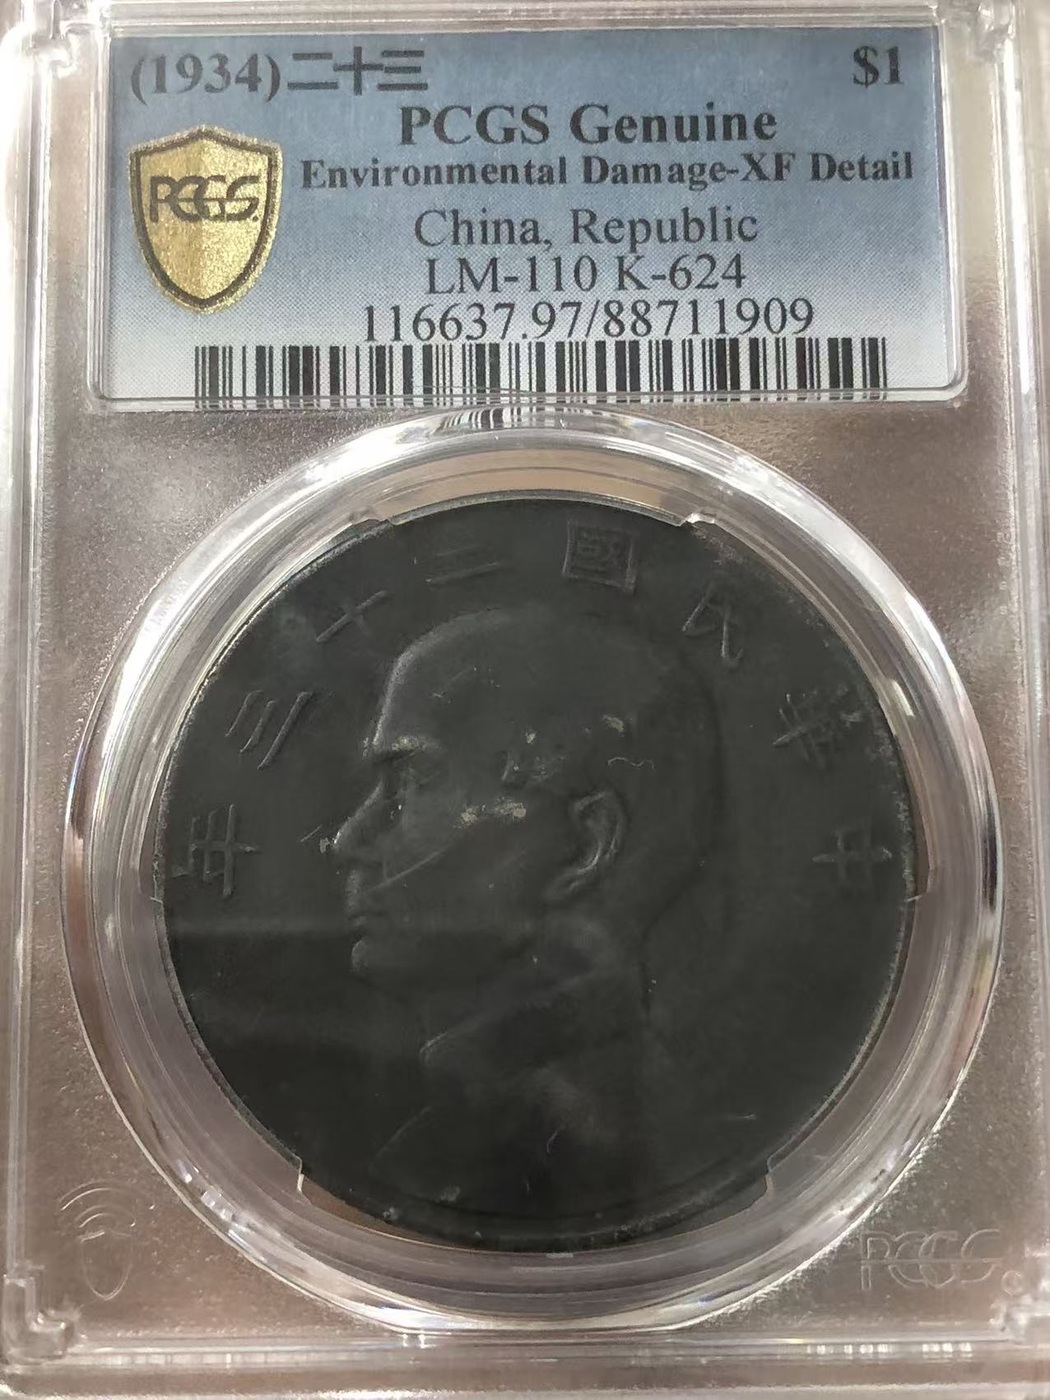 (1934)二十三 $1
PCGS Genuine
Environmental Damage-XF Detail
PCGS
China, Republic
LM-110 K-624
116637.97/88711909
年三十二國民華中
PCGS